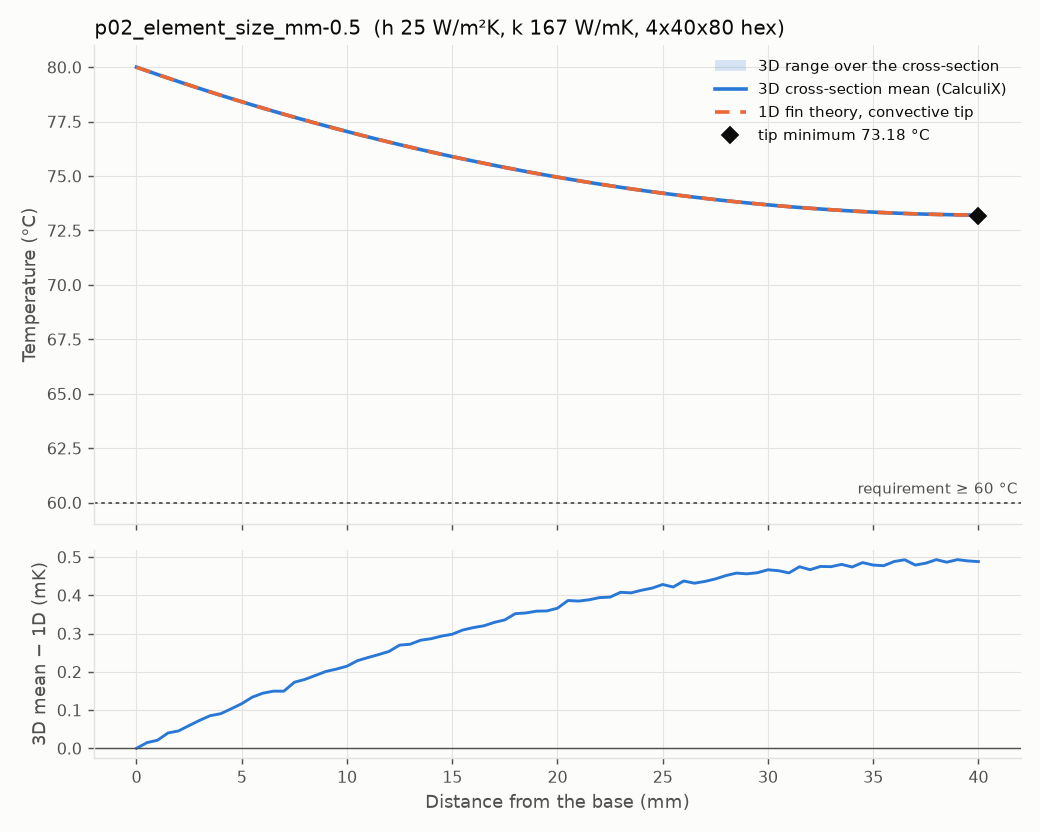 p02_element_size_mm-0.5  (h 25 W/m²K, k 167 W/mK, 4x40x80 hex)
3D range over the cross-section
3D cross-section mean (CalculiX)
1D fin theory, convective tip
tip minimum 73.18 °C
Temperature (°C)
80.0
77.5
75.0
72.5
70.0
67.5
65.0
62.5
60.0
requirement ≥ 60 °C
3D mean − 1D (mK)
0.5
0.4
0.3
0.2
0.1
0.0
0 5 10 15 20 25 30 35 40
Distance from the base (mm)